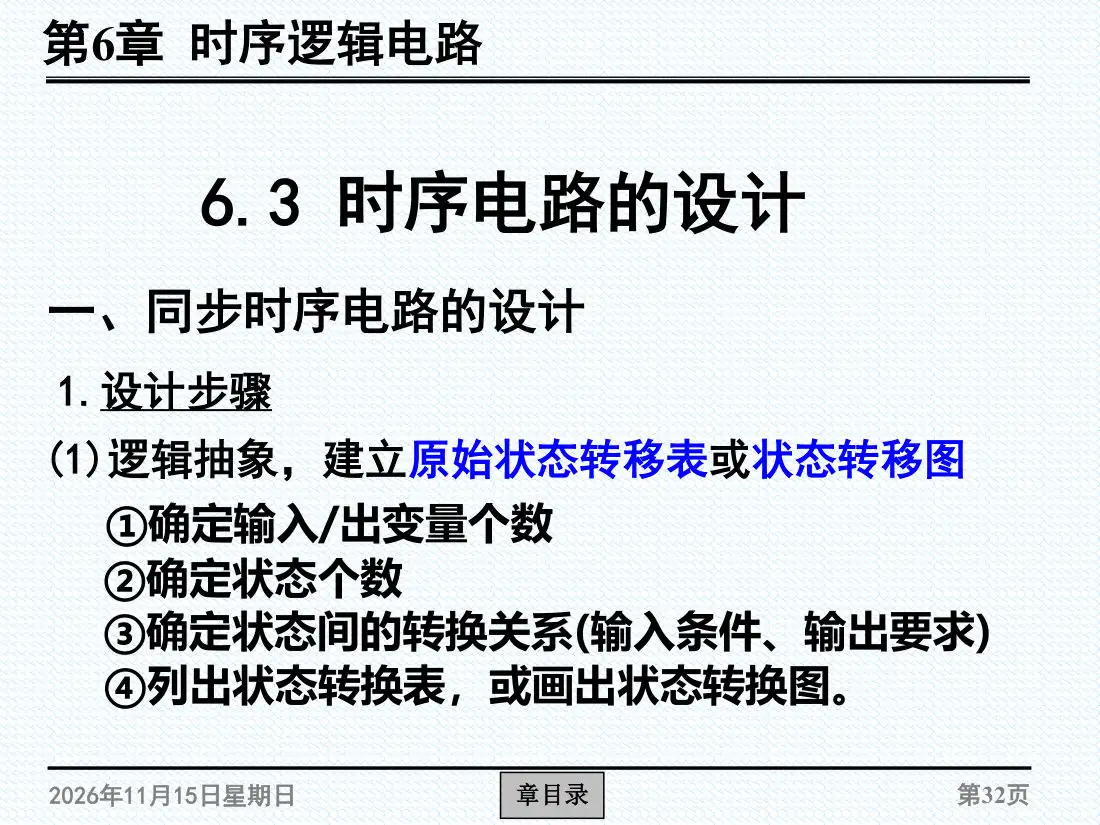 第6章 时序逻辑电路
6.3 时序电路的设计
一、同步时序电路的设计
1.设计步骤
(1)逻辑抽象，建立原始状态转移表或状态转移图
①确定输入/出变量个数
②确定状态个数
③确定状态间的转换关系(输入条件、输出要求)
④列出状态转换表，或画出状态转换图。
2026年11月15日星期日
章目录
第32页